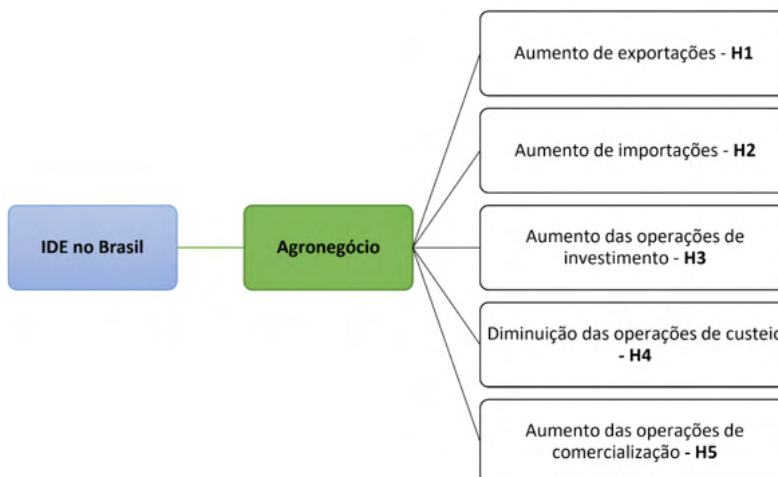 Aumento de exportações - H1
Aumento de importações - H2
IDE no Brasil
Agronegócio
Aumento das operações de
investimento - H3
Diminuição das operações de custeio
- H4
Aumento das operações de
comercialização - H5